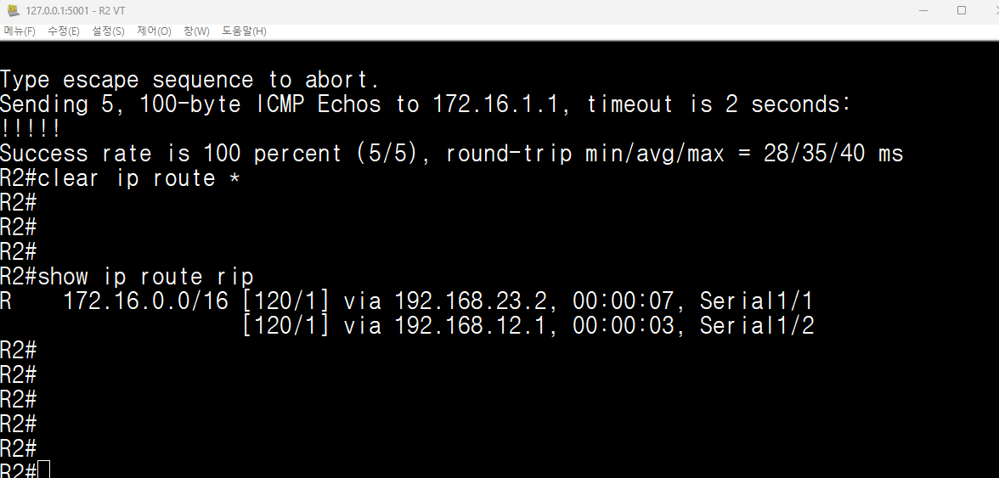 127.0.0.1:5001 - R2 VT
메뉴(F) 수정(E) 설정(S) 제어(O) 창(W) 도움말(H)
Type escape sequence to abort.
Sending 5, 100-byte ICMP Echos to 172.16.1.1, timeout is 2 seconds:
!!!!!
Success rate is 100 percent (5/5), round-trip min/avg/max = 28/35/40 ms
R2#clear ip route *
R2#
R2#
R2#
R2#show ip route rip
R    172.16.0.0/16 [120/1] via 192.168.23.2, 00:00:07, Serial1/1
                   [120/1] via 192.168.12.1, 00:00:03, Serial1/2
R2#
R2#
R2#
R2#
R2#
R2#